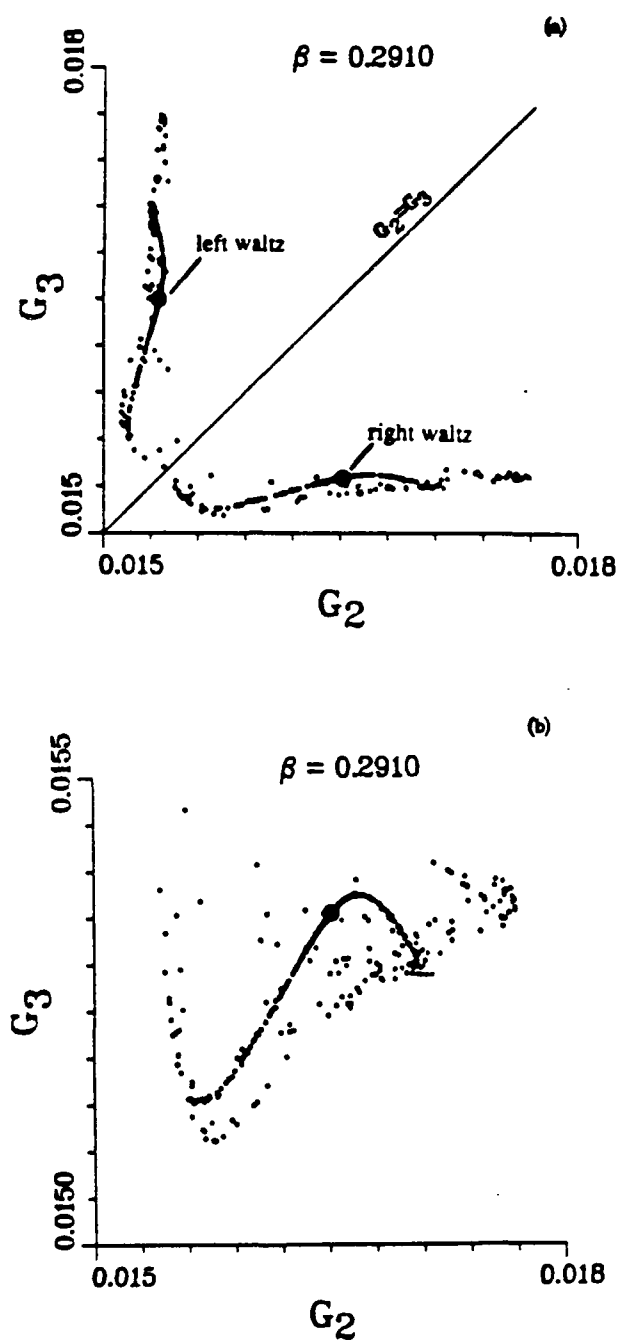 (a)
β = 0.2910
0.018
G₂=G₃
left waltz
G₃
right waltz
0.015
0.015
0.018
G₂
(b)
β = 0.2910
0.0155
G₃
0.0150
0.015
0.018
G₂